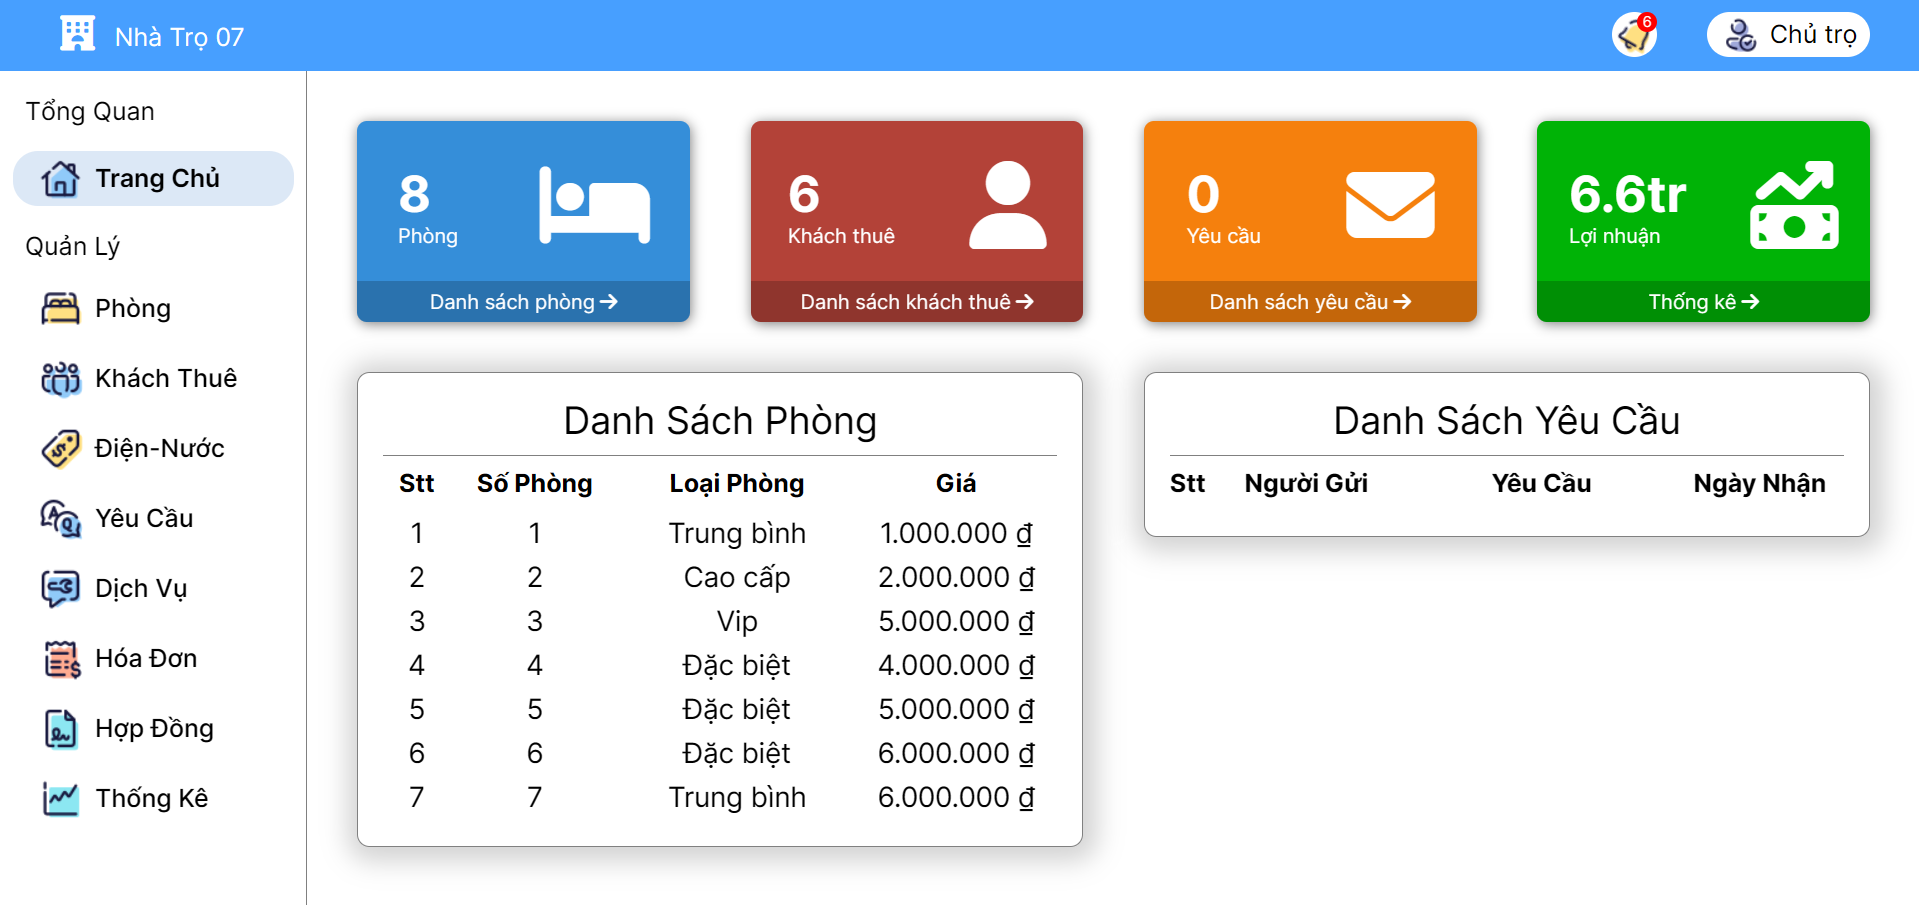 Nhà Trọ 07
6
Chủ trọ
Tổng Quan
Trang Chủ
Quản Lý
Phòng
Khách Thuê
Điện-Nước
Yêu Cầu
Dịch Vụ
Hóa Đơn
Hợp Đồng
Thống Kê
8
Phòng
Danh sách phòng
6
Khách thuê
Danh sách khách thuê
0
Yêu cầu
Danh sách yêu cầu
6.6tr
Lợi nhuận
Thống kê
Danh Sách Phòng
Stt Số Phòng Loại Phòng Giá
1 1 Trung bình 1.000.000 ₫
2 2 Cao cấp 2.000.000 ₫
3 3 Vip 5.000.000 ₫
4 4 Đặc biệt 4.000.000 ₫
5 5 Đặc biệt 5.000.000 ₫
6 6 Đặc biệt 6.000.000 ₫
7 7 Trung bình 6.000.000 ₫
Danh Sách Yêu Cầu
Stt Người Gửi Yêu Cầu Ngày Nhận